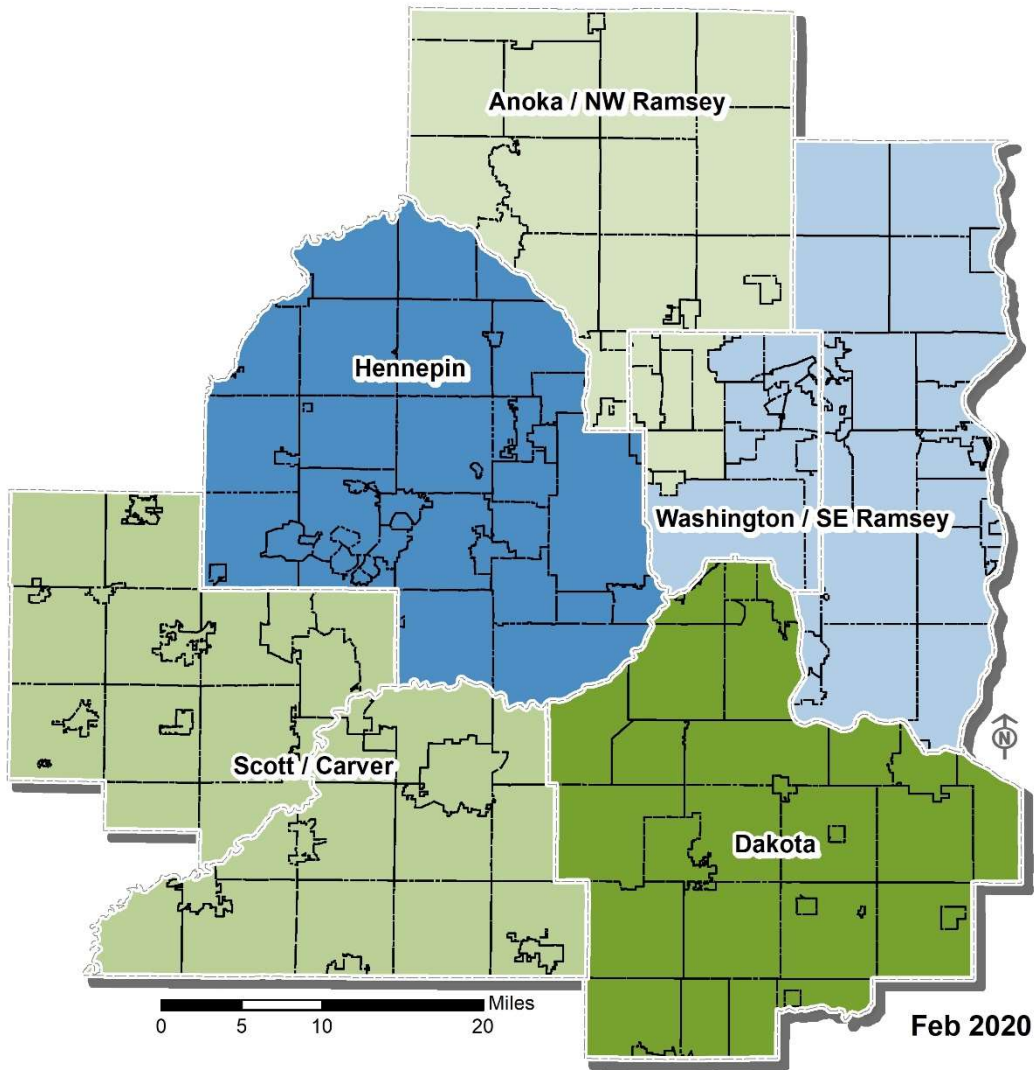 Anoka / NW Ramsey
Hennepin
Washington / SE Ramsey
Scott / Carver
Dakota
N
Miles
0 5 10 20
Feb 2020